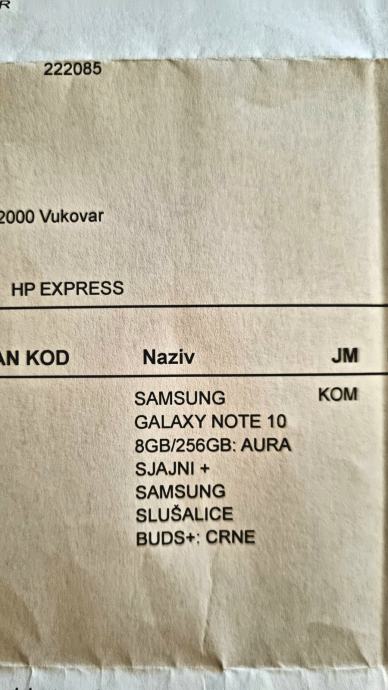 R
222085
2000 Vukovar
HP EXPRESS
AN KOD Naziv JM
SAMSUNG KOM
GALAXY NOTE 10
8GB/256GB: AURA
SJAJNI +
SAMSUNG
SLUŠALICE
BUDS+: CRNE